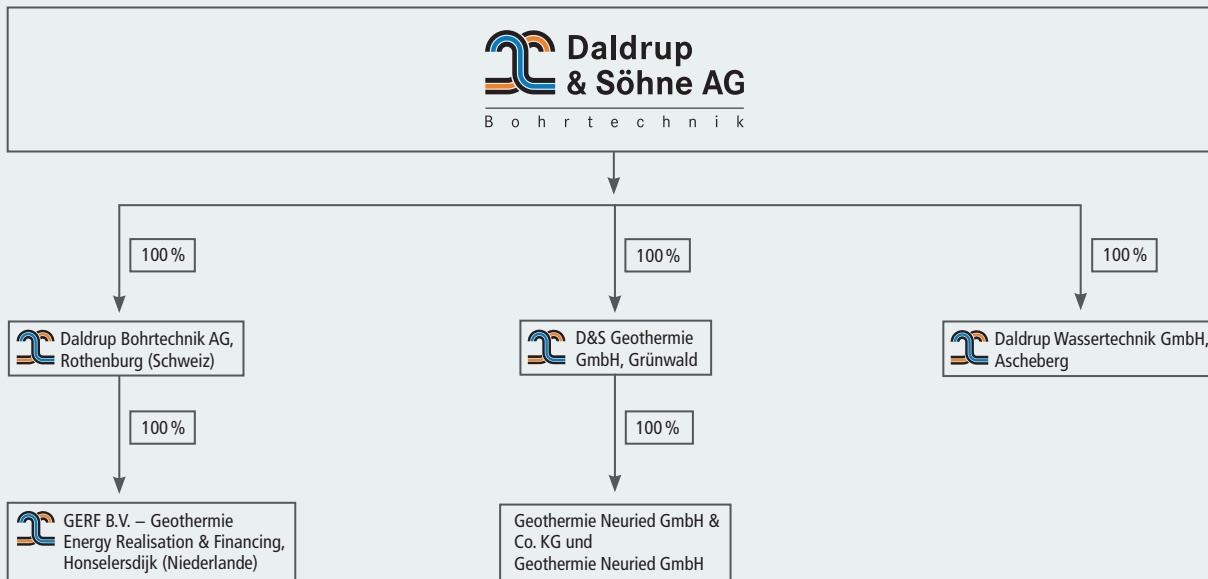 Daldrup
& Söhne AG
Bohrtechnik
100 %
100 %
100 %
Daldrup Bohrtechnik AG,
Rothenburg (Schweiz)
D&S Geothermie
GmbH, Grünwald
Daldrup Wassertechnik GmbH,
Ascheberg
100 %
100 %
GERF B.V. – Geothermie
Energy Realisation & Financing,
Honselersdijk (Niederlande)
Geothermie Neuried GmbH &
Co. KG und
Geothermie Neuried GmbH